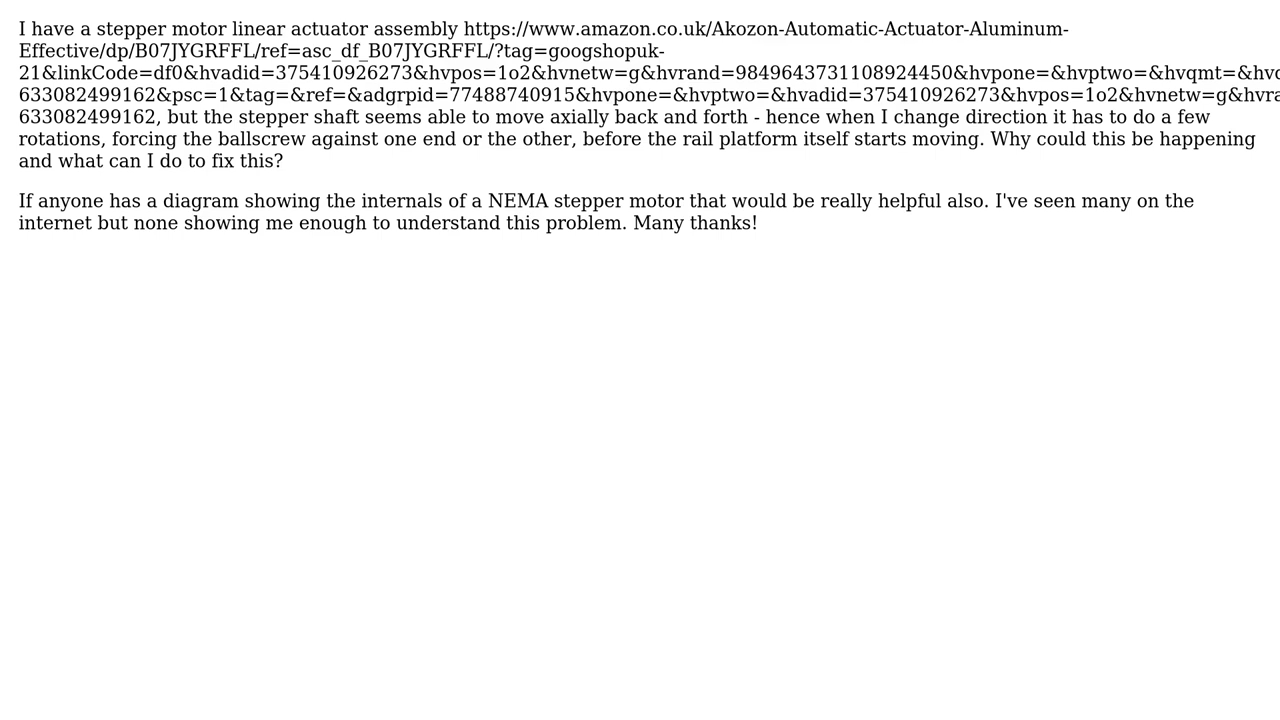 I have a stepper motor linear actuator assembly https://www.amazon.co.uk/Akozon-Automatic-Actuator-Aluminum-
Effective/dp/B07JYGRFFL/ref=asc_df_B07JYGRFFL/?tag=googshopuk-
21&linkCode=df0&hvadid=375410926273&hvpos=1o2&hvnetw=g&hvrand=9849643731108924450&hvpone=&hvptwo=&hvqmt=&hvd
633082499162&psc=1&tag=&ref=&adgrpid=77488740915&hvpone=&hvptwo=&hvadid=375410926273&hvpos=1o2&hvnetw=g&hvra
633082499162, but the stepper shaft seems able to move axially back and forth - hence when I change direction it has to do a few
rotations, forcing the ballscrew against one end or the other, before the rail platform itself starts moving. Why could this be happening
and what can I do to fix this?
If anyone has a diagram showing the internals of a NEMA stepper motor that would be really helpful also. I've seen many on the
internet but none showing me enough to understand this problem. Many thanks!